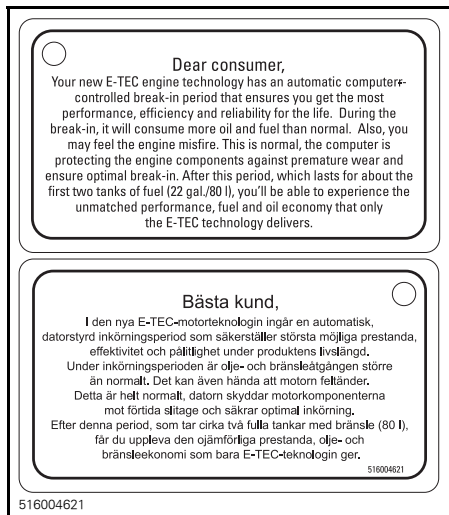 Dear consumer,
Your new E-TEC engine technology has an automatic computer-
controlled break-in period that ensures you get the most
performance, efficiency and reliability for the life. During the
break-in, it will consume more oil and fuel than normal. Also, you
may feel the engine misfire. This is normal, the computer is
protecting the engine components against premature wear and
ensure optimal break-in. After this period, which lasts for about the
first two tanks of fuel (22 gal./80 l), you'll be able to experience the
unmatched performance, fuel and oil economy that only
the E-TEC technology delivers.
Bästa kund,
I den nya E-TEC-motorteknologin ingår en automatisk,
datorstyrd inkörningsperiod som säkerställer största möjliga prestanda,
effektivitet och pålitlighet under produktens livslängd.
Under inkörningsperioden är olje- och bränsleåtgången större
än normalt. Det kan även hända att motorn feltänder.
Detta är helt normalt, datorn skyddar motorkomponenterna
mot förtida slitage och säkrar optimal inkörning.
Efter denna period, som tar cirka två fulla tankar med bränsle (80 l),
får du uppleva den ojämförliga prestanda, olje- och
bränsleekonomi som bara E-TEC-teknologin ger.
516004621
516004621